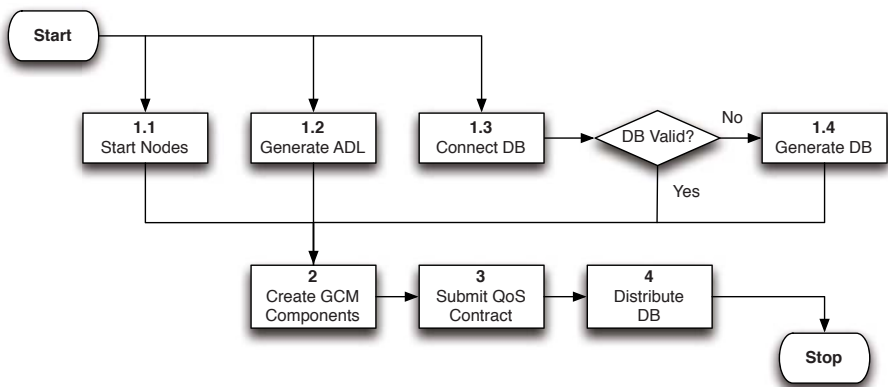 Start
1.1
Start Nodes
1.2
Generate ADL
1.3
Connect DB
DB Valid?
No
1.4
Generate DB
Yes
2
Create GCM
Components
3
Submit QoS
Contract
4
Distribute
DB
Stop